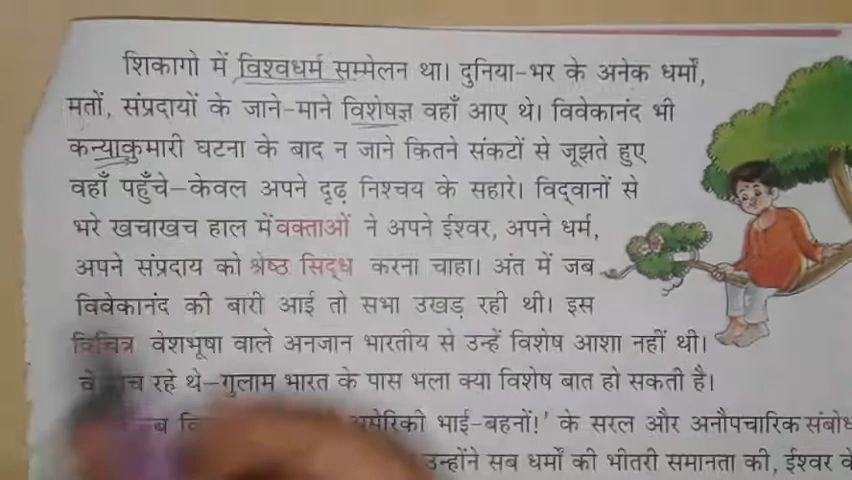 शिकागो में विश्वधर्म सम्मेलन था। दुनिया-भर के अनेक धर्मों,
मतों, संप्रदायों के जाने-माने विशेषज्ञ वहाँ आए थे। विवेकानंद भी
कन्याकुमारी घटना के बाद न जाने कितने संकटों से जूझते हुए
वहाँ पहुँचे-केवल अपने दृढ़ निश्चय के सहारे। विद्वानों से
भरे खचाखच हाल में वक्ताओं ने अपने ईश्वर, अपने धर्म,
अपने संप्रदाय को श्रेष्ठ सिद्ध करना चाहा। अंत में जब
विवेकानंद की बारी आई तो सभा उखड़ रही थी। इस
विचित्र वेशभूषा वाले अनजान भारतीय से उन्हें विशेष आशा नहीं थी।
रहे थे-गुलाम भारत के पास भला क्या विशेष बात हो सकती है।
भाई-बहनों!' के सरल और अनौपचारिक
उन्होंने सब धर्मों की भीतरी समानता की, ईश्वर